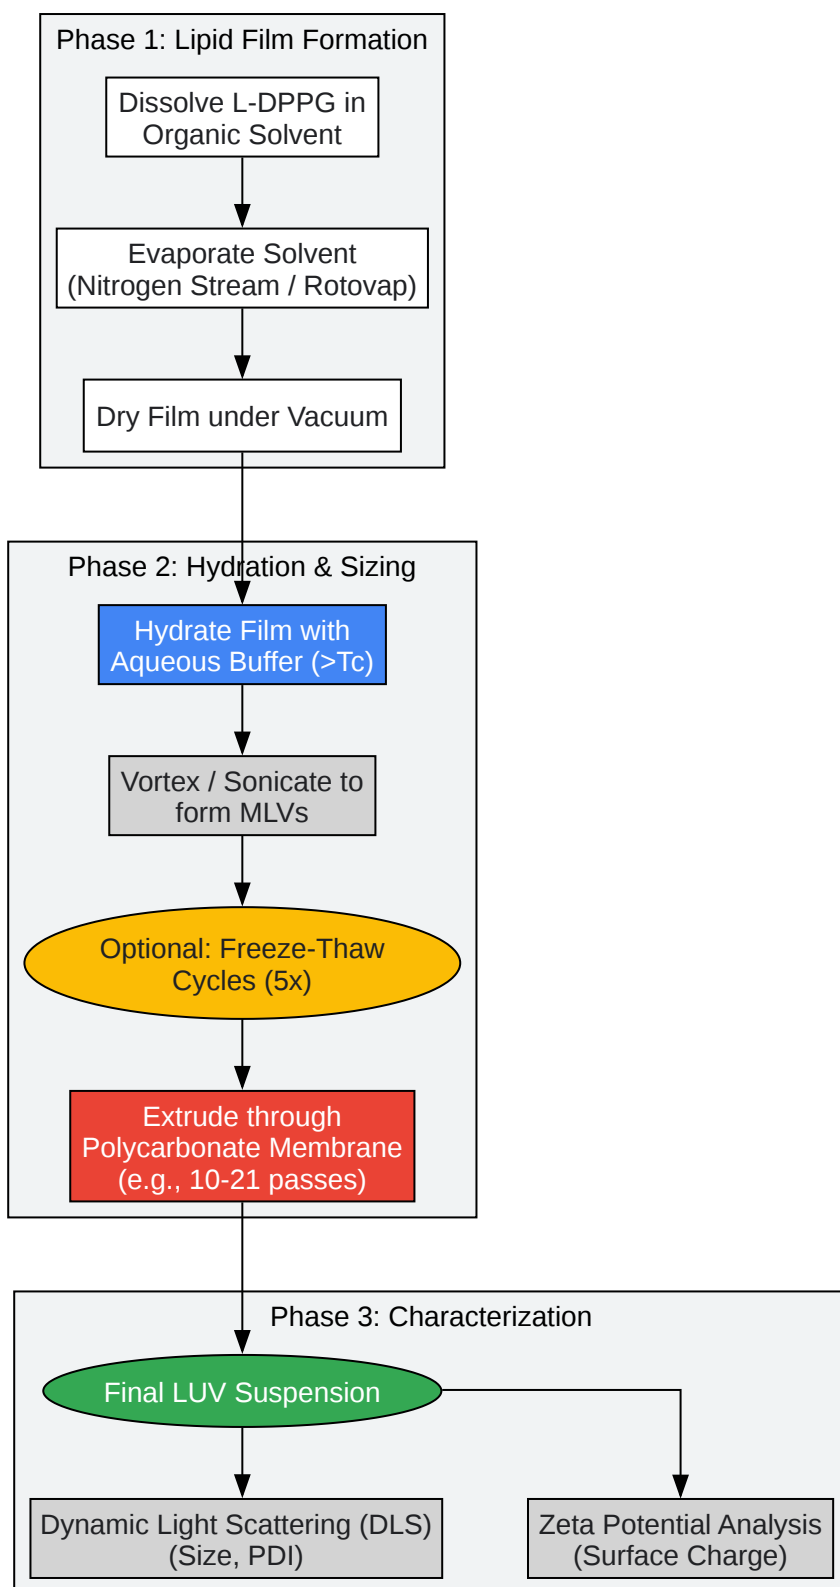 Phase 1: Lipid Film Formation
Dissolve L-DPPG in
Organic Solvent
Evaporate Solvent
(Nitrogen Stream / Rotovap)
Dry Film under Vacuum
Phase 2: Hydration & Sizing
Hydrate Film with
Aqueous Buffer (>Tc)
Vortex / Sonicate to
form MLVs
Optional: Freeze-Thaw
Cycles (5x)
Extrude through
Polycarbonate Membrane
(e.g., 10-21 passes)
Phase 3: Characterization
Final LUV Suspension
Dynamic Light Scattering (DLS)
(Size, PDI)
Zeta Potential Analysis
(Surface Charge)